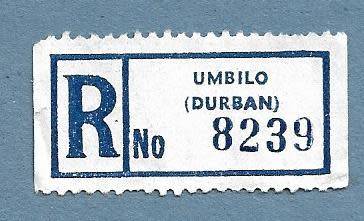 R
UMBILO
(DURBAN)
No 8239